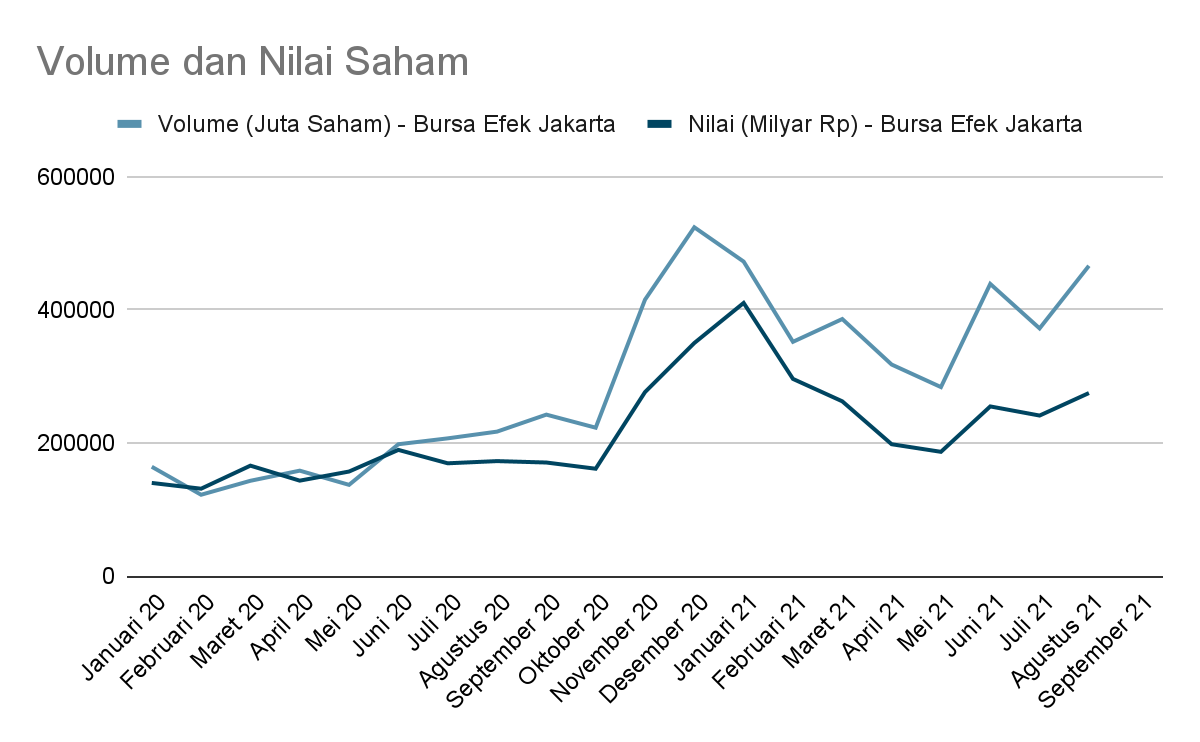 Volume dan Nilai Saham
Volume (Juta Saham) - Bursa Efek Jakarta
Nilai (Milyar Rp) - Bursa Efek Jakarta
600000
400000
200000
0
Januari 20
Februari 20
Maret 20
April 20
Mei 20
Juni 20
Juli 20
Agustus 20
September 20
Oktober 20
November 20
Desember 20
Januari 21
Februari 21
Maret 21
April 21
Mei 21
Juni 21
Juli 21
Agustus 21
September 21